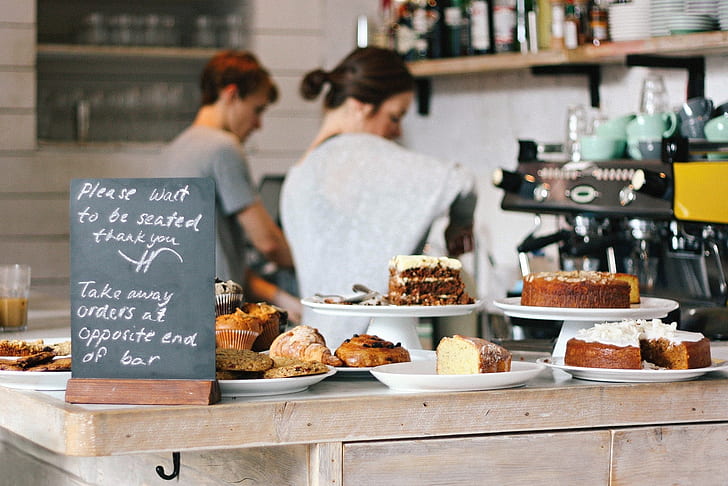 Please wait
to be seated
thank you
Take away
orders at
opposite end
of bar